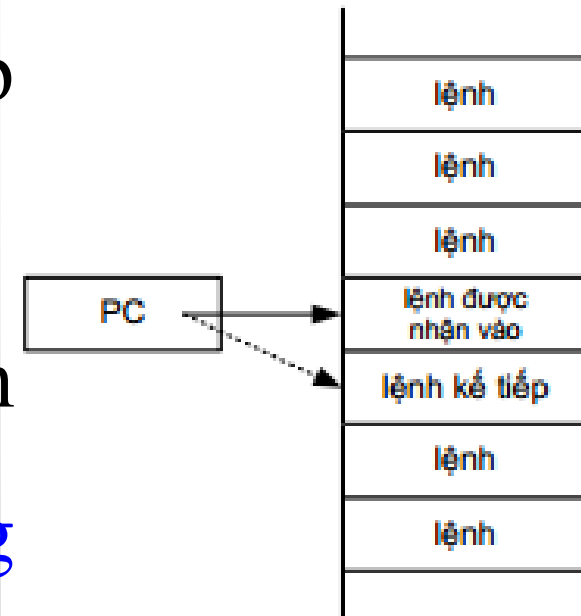 lệnh
lệnh
lệnh
PC
lệnh được
nhận vào
lệnh kế tiếp
lệnh
lệnh